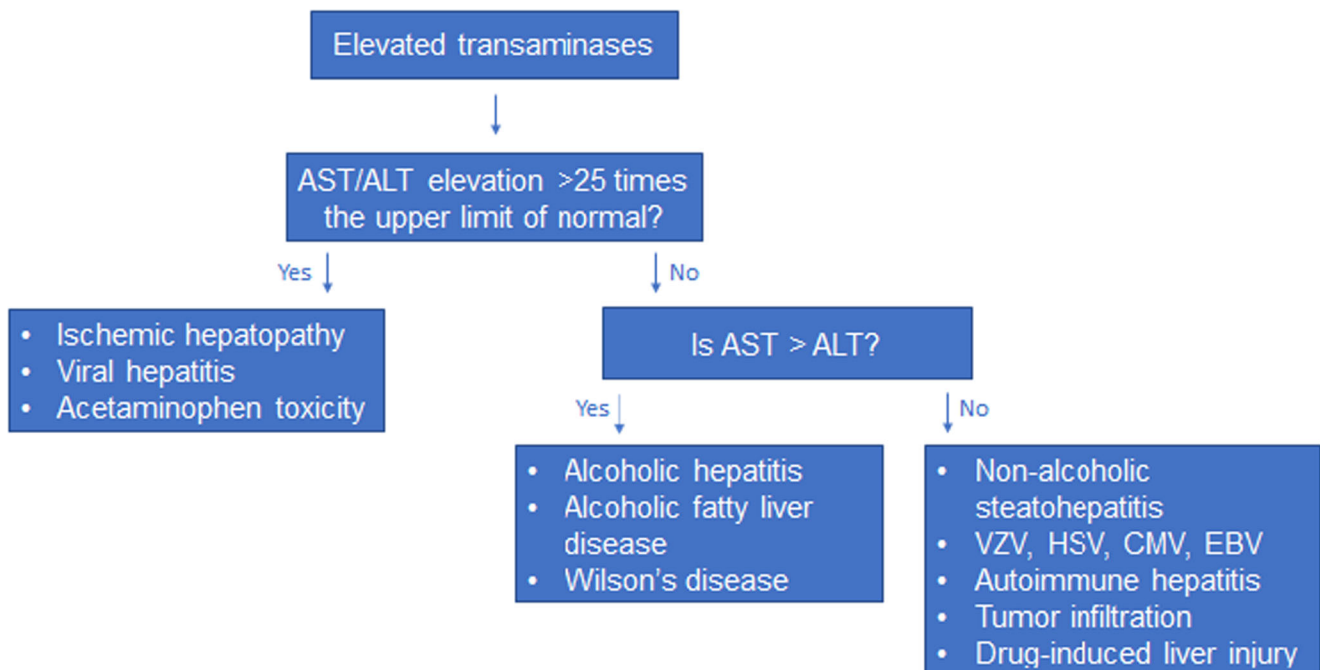 Elevated transaminases
AST/ALT elevation >25 times
the upper limit of normal?
Yes
No
• Ischemic hepatopathy
• Viral hepatitis
• Acetaminophen toxicity
Is AST > ALT?
Yes
No
• Alcoholic hepatitis
• Alcoholic fatty liver
disease
• Wilson's disease
• Non-alcoholic
steatohepatitis
• VZV, HSV, CMV, EBV
• Autoimmune hepatitis
• Tumor infiltration
• Drug-induced liver injury